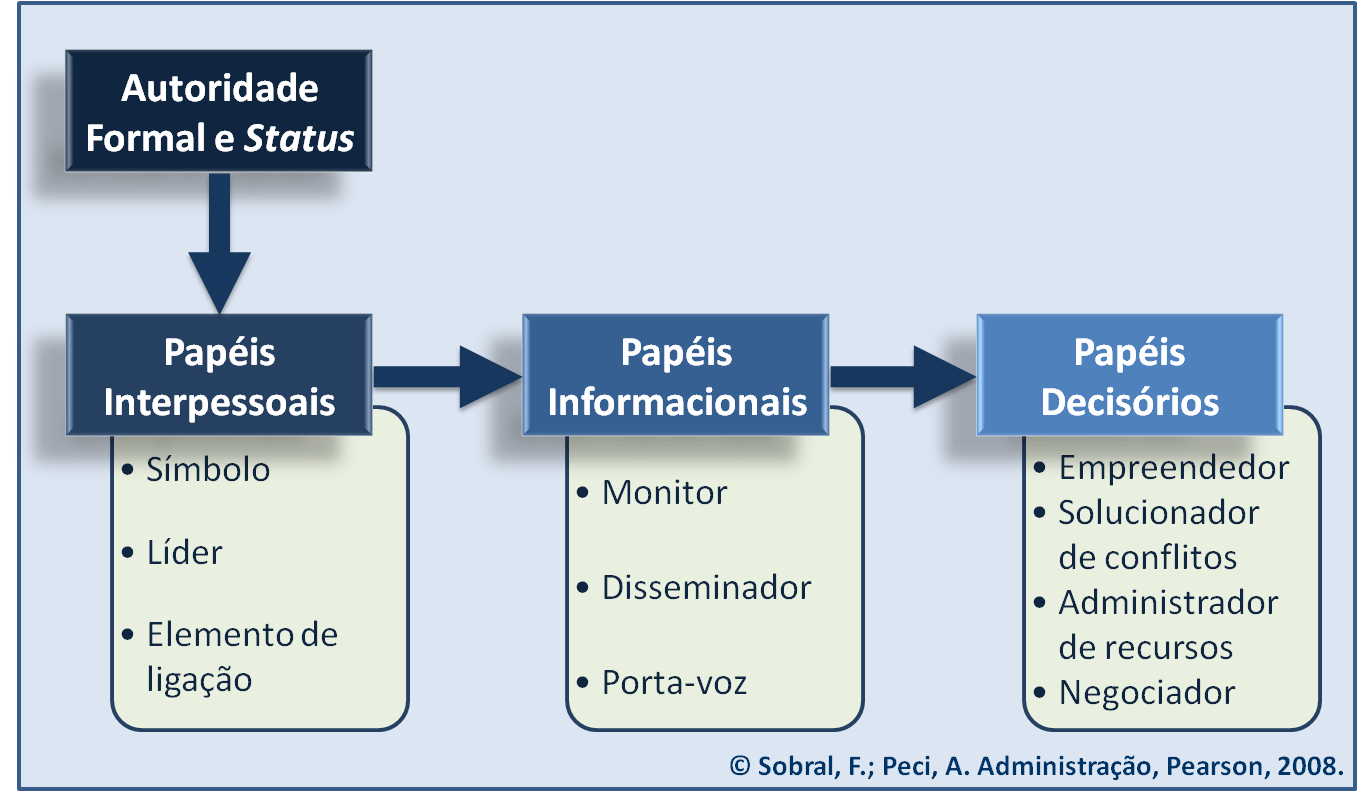 Autoridade
Formal e Status
Papéis
Interpessoais
• Símbolo
• Líder
• Elemento de
ligação
Papéis
Informacionais
• Monitor
• Disseminador
• Porta-voz
Papéis
Decisórios
• Empreendedor
• Solucionador
de conflitos
• Administrador
de recursos
• Negociador
© Sobral, F.; Peci, A. Administração, Pearson, 2008.